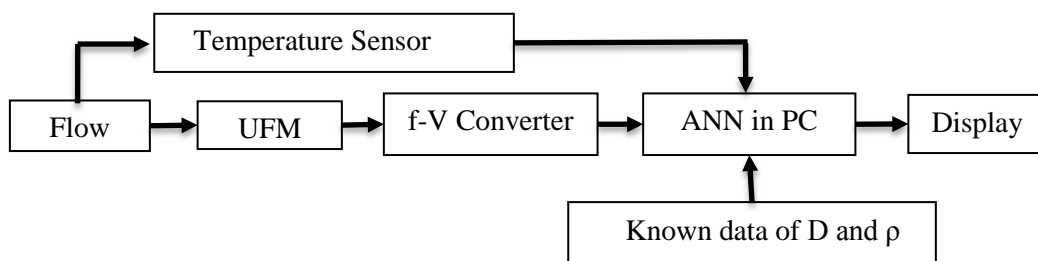 Temperature Sensor
Flow
UFM
f-V Converter
ANN in PC
Display
Known data of D and ρ